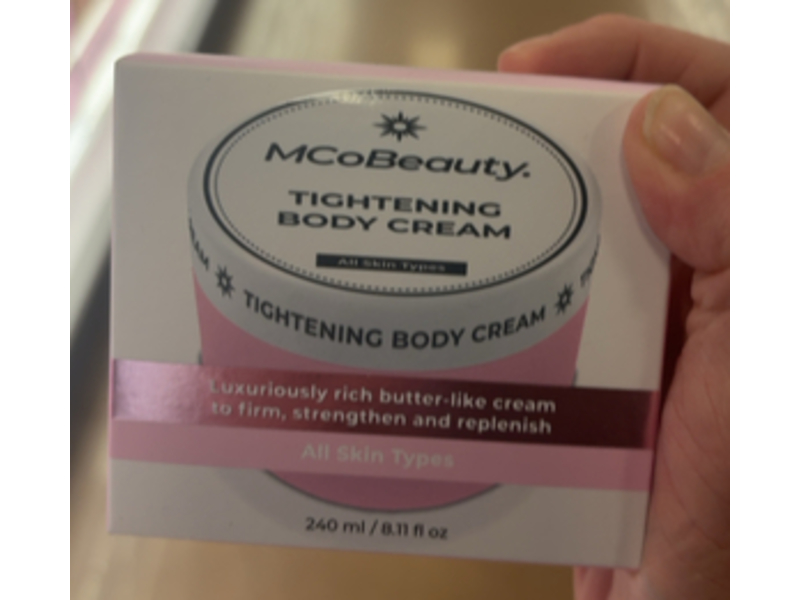 MCoBeauty.
TIGHTENING
BODY CREAM
All Skin Types
TIGHTENING BODY CREAM
Luxuriously rich butter-like cream
to firm, strengthen and replenish
All Skin Types
240 ml / 8.11 fl oz